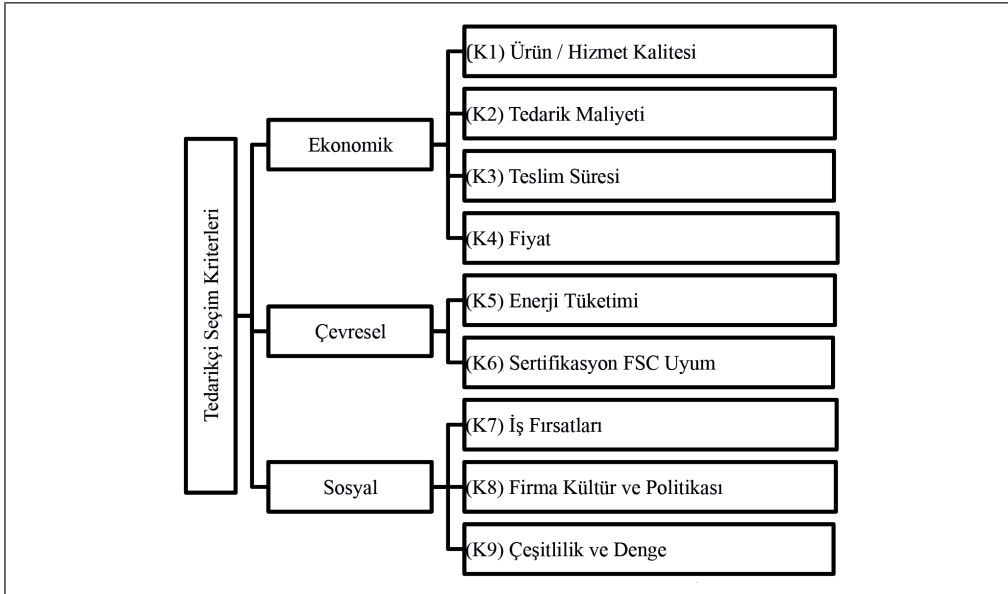 Tedarikçi Seçim Kriterleri
Ekonomik
(K1) Ürün / Hizmet Kalitesi
(K2) Tedarik Maliyeti
(K3) Teslim Süresi
(K4) Fiyat
Çevresel
(K5) Enerji Tüketimi
(K6) Sertifikasyon FSC Uyum
Sosyal
(K7) İş Fırsatları
(K8) Firma Kültür ve Politikası
(K9) Çeşitlilik ve Denge